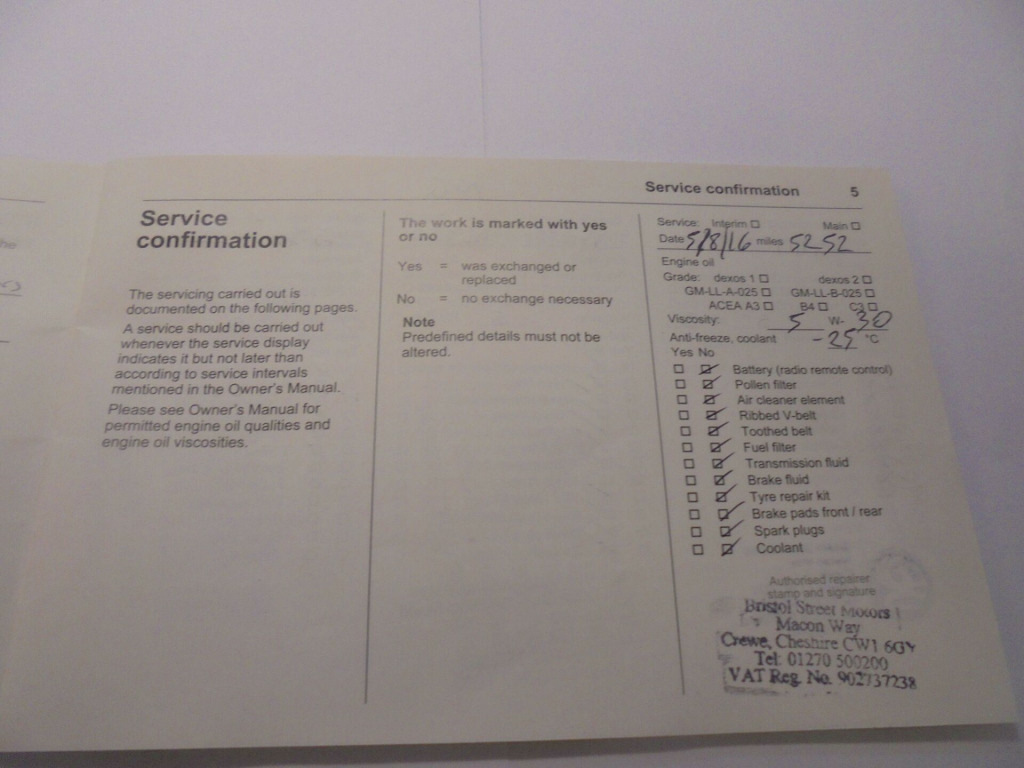 he
Service confirmation 5
Service
confirmation
The servicing carried out is
documented on the following pages.
A service should be carried out
whenever the service display
indicates it but not later than
according to service intervals
mentioned in the Owner's Manual.
Please see Owner's Manual for
permitted engine oil qualities and
engine oil viscosities.
The work is marked with yes
or no
Yes = was exchanged or
replaced
No = no exchange necessary
Note
Predefined details must not be
altered.
Service: Interim ☐ Main ☐
Date 5/8/16 miles 5252
Engine oil
Grade: dexos 1 ☐ dexos 2 ☐
GM-LL-A-025 ☐ GM-LL-B-025 ☐
ACEA A3 ☐ B4 ☐ C3 ☐
Viscosity: 5 W- 30
Anti-freeze, coolant -25 °C
Yes No
☐ ☑ Battery (radio remote control)
☐ ☑ Pollen filter
☐ ☑ Air cleaner element
☐ ☑ Ribbed V-belt
☐ ☑ Toothed belt
☐ ☑ Fuel filter
☐ ☑ Transmission fluid
☐ ☑ Brake fluid
☐ ☑ Tyre repair kit
☐ ☑ Brake pads front / rear
☐ ☑ Spark plugs
☐ ☑ Coolant
Authorised repairer
stamp and signature
Bristol Street Motors
Macon Way
Crewe, Cheshire CW1 6GY
Tel: 01270 500200
VAT Reg. No. 902737238